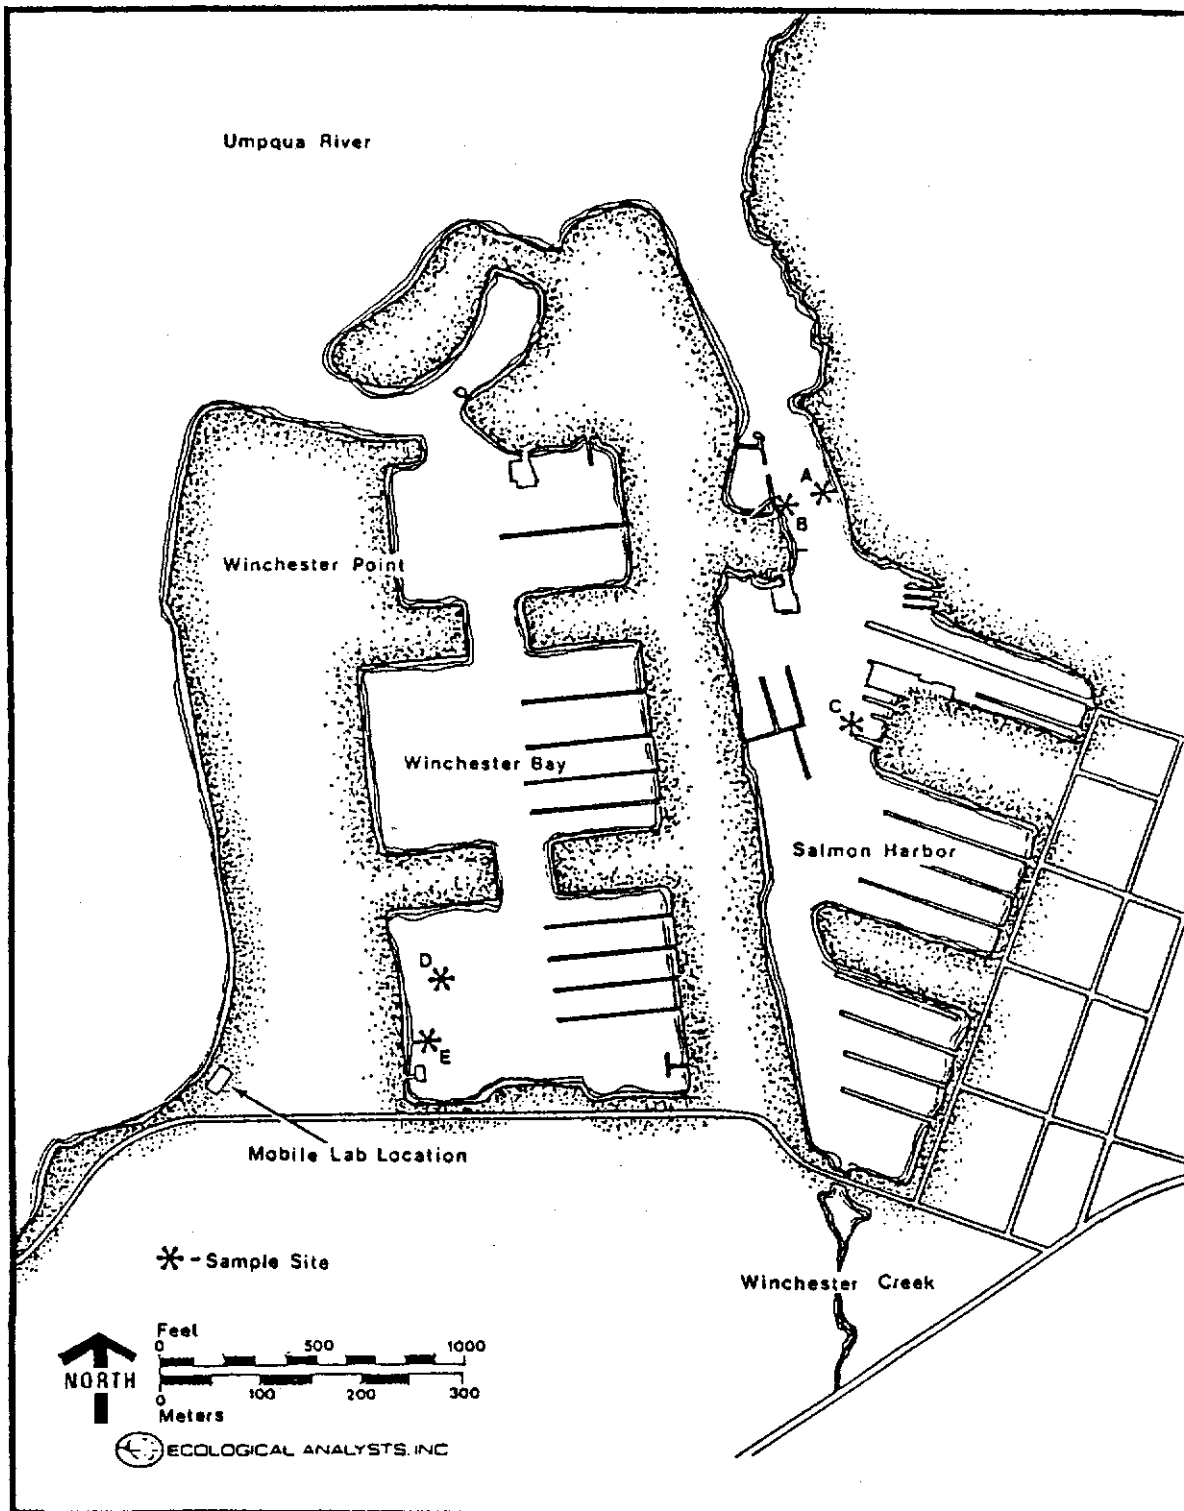 Umpqua River
A
B
Winchester Point
C
Winchester Bay
Salmon Harbor
D
E
Mobile Lab Location
- Sample Site
Winchester Creek
Feet
0 500 1000
NORTH
0 100 200 300
Meters
ECOLOGICAL ANALYSTS, INC